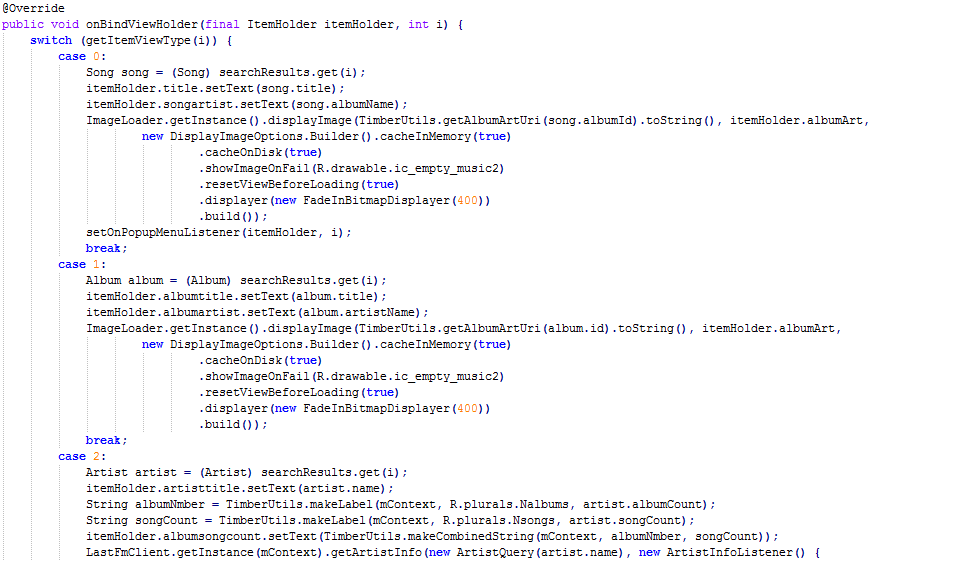 @Override
public void onBindViewHolder(final ItemHolder itemHolder, int i) {
    switch (getItemViewType(i)) {
        case 0:
            Song song = (Song) searchResults.get(i);
            itemHolder.title.setText(song.title);
            itemHolder.songartist.setText(song.albumName);
            ImageLoader.getInstance().displayImage(TimberUtils.getAlbumArtUri(song.albumId).toString(), itemHolder.albumArt,
                    new DisplayImageOptions.Builder().cacheInMemory(true)
                            .cacheOnDisk(true)
                            .showImageOnFail(R.drawable.ic_empty_music2)
                            .resetViewBeforeLoading(true)
                            .displayer(new FadeInBitmapDisplayer(400))
                            .build());
            setOnPopupMenuListener(itemHolder, i);
            break;
        case 1:
            Album album = (Album) searchResults.get(i);
            itemHolder.albumtitle.setText(album.title);
            itemHolder.albumartist.setText(album.artistName);
            ImageLoader.getInstance().displayImage(TimberUtils.getAlbumArtUri(album.id).toString(), itemHolder.albumArt,
                    new DisplayImageOptions.Builder().cacheInMemory(true)
                            .cacheOnDisk(true)
                            .showImageOnFail(R.drawable.ic_empty_music2)
                            .resetViewBeforeLoading(true)
                            .displayer(new FadeInBitmapDisplayer(400))
                            .build());
            break;
        case 2:
            Artist artist = (Artist) searchResults.get(i);
            itemHolder.artisttitle.setText(artist.name);
            String albumNmber = TimberUtils.makeLabel(mContext, R.plurals.Nalbums, artist.albumCount);
            String songCount = TimberUtils.makeLabel(mContext, R.plurals.Nsongs, artist.songCount);
            itemHolder.albumsongcount.setText(TimberUtils.makeCombinedString(mContext, albumNmber, songCount));
            LastFmClient.getInstance(mContext).getArtistInfo(new ArtistQuery(artist.name), new ArtistInfoListener() {